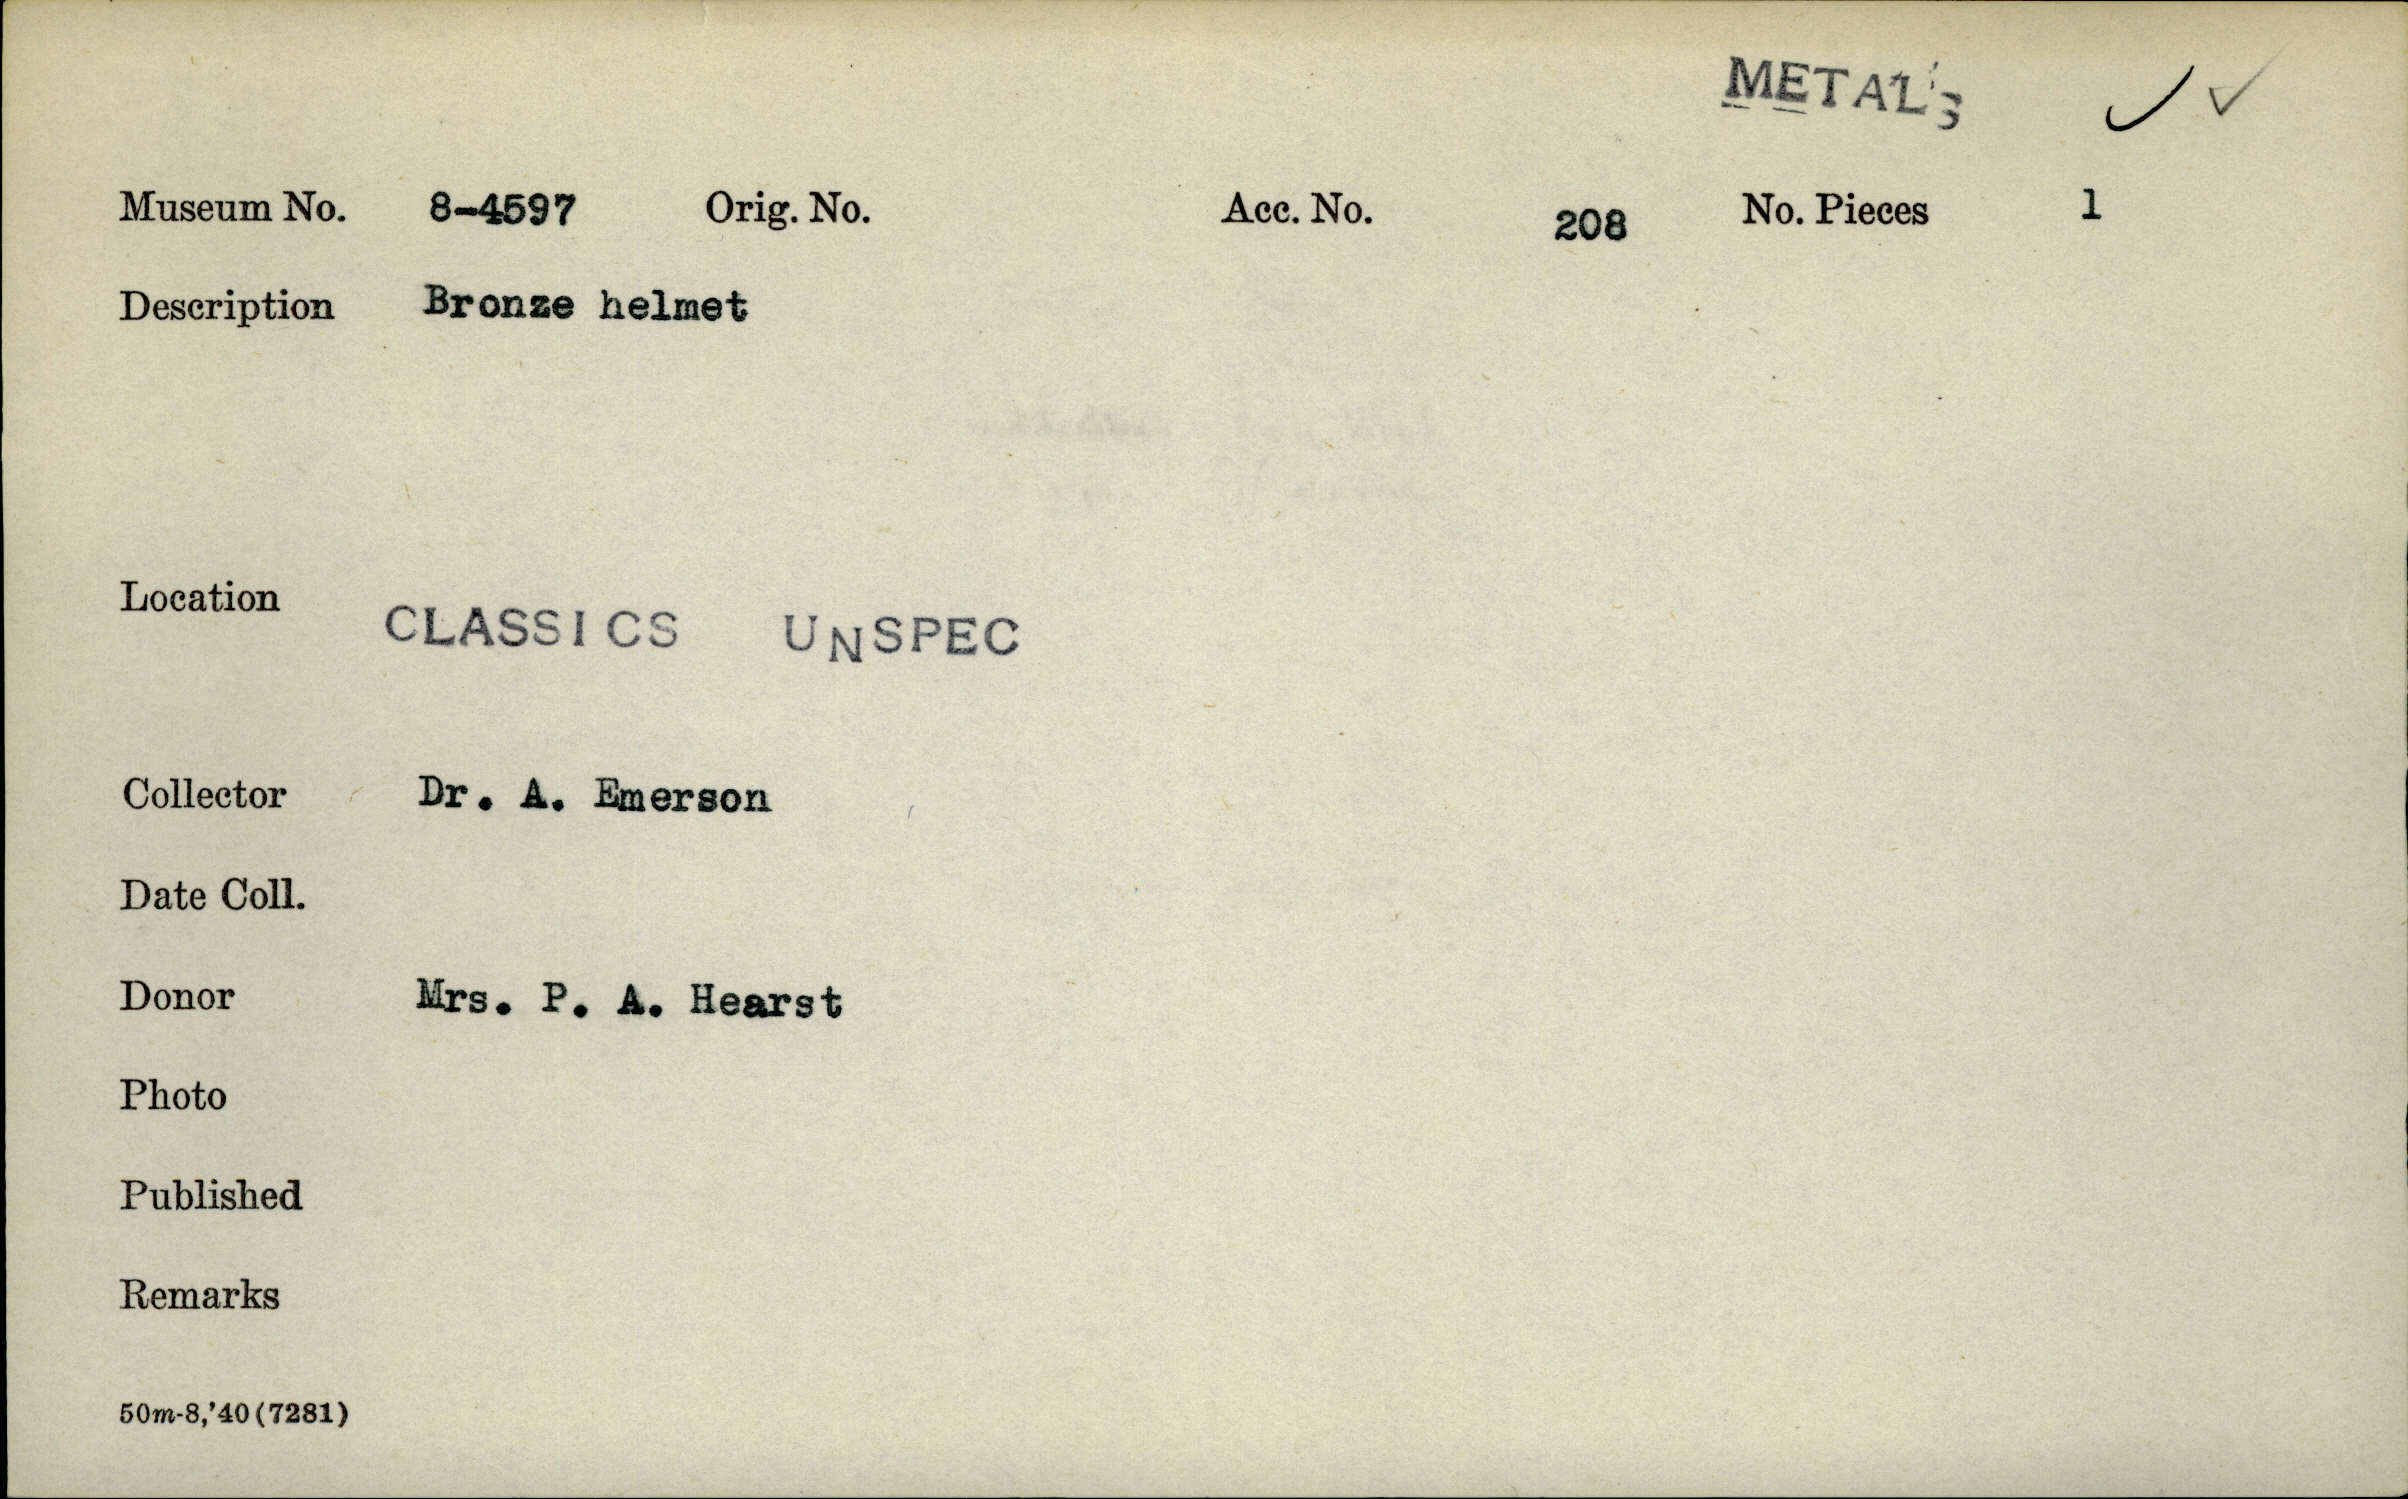 METALS
Museum No. 8-4597 Orig. No. Acc. No. 208 No. Pieces 1
Description Bronze helmet
Location CLASSICS UNSPEC
Collector Dr. A. Emerson
Date Coll.
Donor Mrs. P. A. Hearst
Photo
Published
Remarks
50m-8,'40(7281)